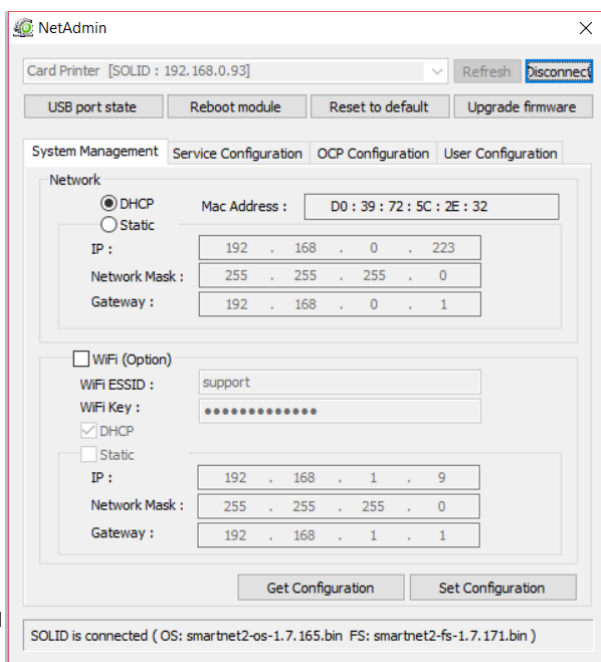 NetAdmin
Card Printer [SOLID : 192.168.0.93] Refresh Disconnect
USB port state Reboot module Reset to default Upgrade firmware
System Management Service Configuration OCP Configuration User Configuration
Network
DHCP Mac Address : D0 : 39 : 72 : 5C : 2E : 32
Static
IP : 192 . 168 . 0 . 223
Network Mask : 255 . 255 . 255 . 0
Gateway : 192 . 168 . 0 . 1
WiFi (Option)
WiFi ESSID : support
WiFi Key : •••••••••••••
DHCP
Static
IP : 192 . 168 . 1 . 9
Network Mask : 255 . 255 . 255 . 0
Gateway : 192 . 168 . 1 . 1
Get Configuration Set Configuration
SOLID is connected ( OS: smartnet2-os-1.7.165.bin FS: smartnet2-fs-1.7.171.bin )